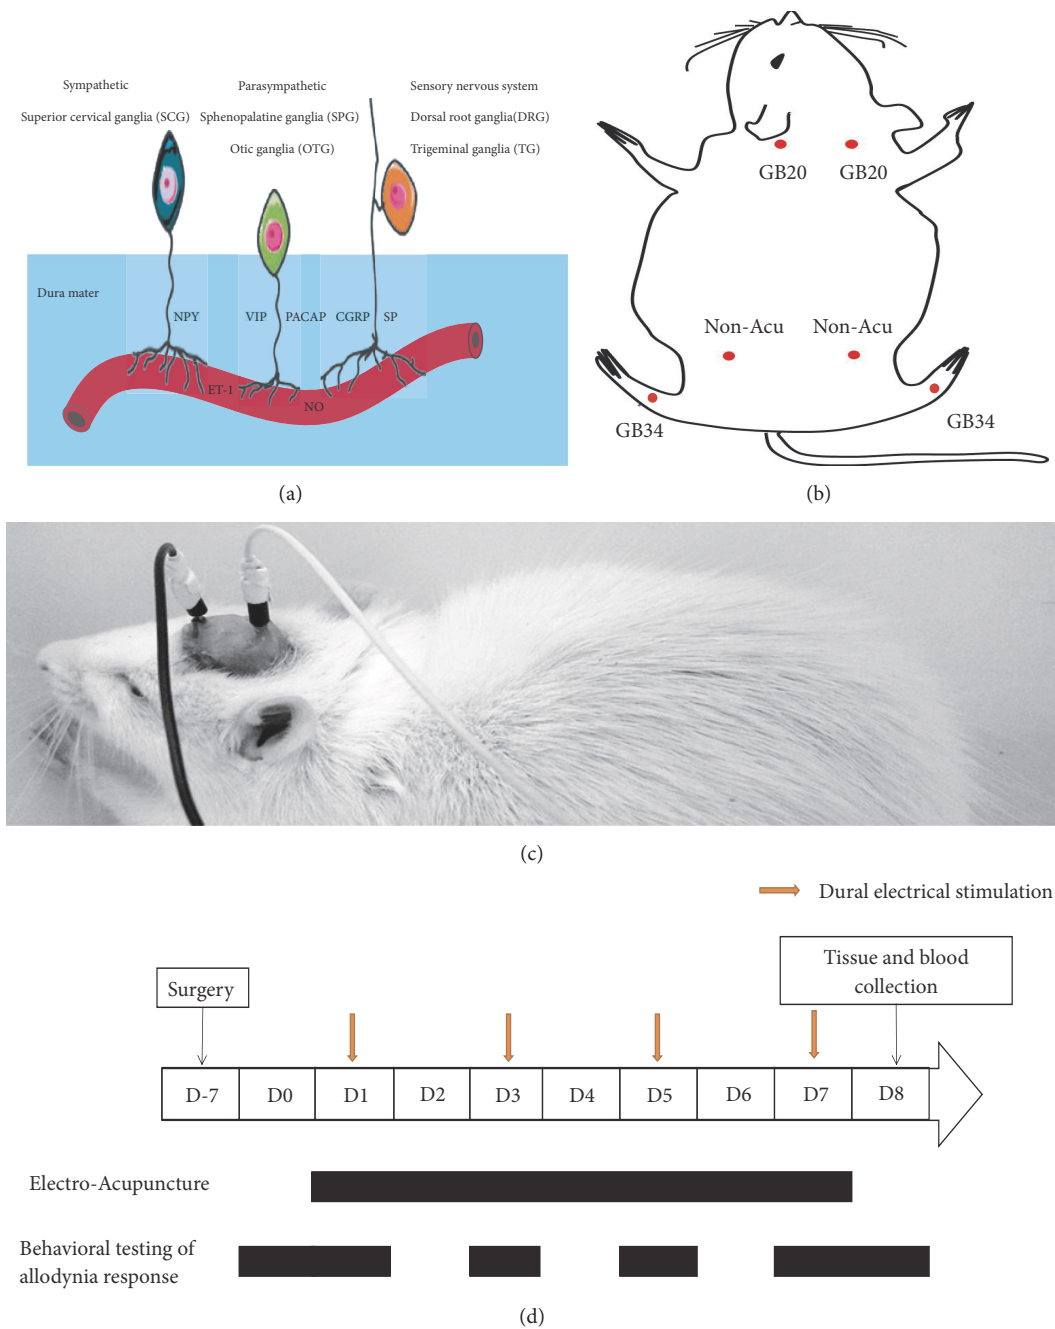 Sympathetic
Superior cervical ganglia (SCG)
Parasympathetic
Sphenopalatine ganglia (SPG)
Otic ganglia (OTG)
Sensory nervous system
Dorsal root ganglia(DRG)
Trigeminal ganglia (TG)
Dura mater
NPY
VIP
PACAP
CGRP
SP
ET-1
NO
(a)
GB20
GB20
Non-Acu
Non-Acu
GB34
GB34
(b)
(c)
Dural electrical stimulation
Surgery
Tissue and blood
collection
D-7
D0
D1
D2
D3
D4
D5
D6
D7
D8
Electro-Acupuncture
Behavioral testing of
allodynia response
(d)